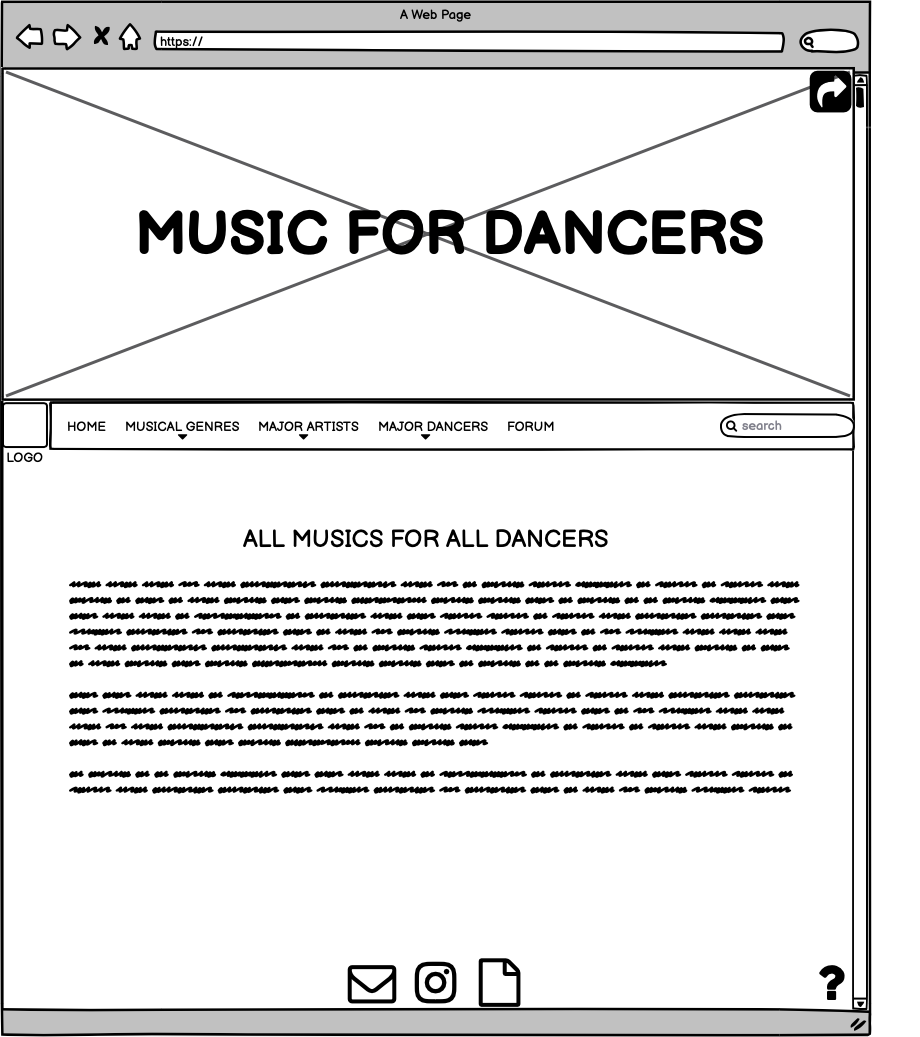 A Web Page
https://
MUSIC FOR DANCERS
HOME MUSICAL GENRES MAJOR ARTISTS MAJOR DANCERS FORUM search
LOGO
ALL MUSICS FOR ALL DANCERS
?